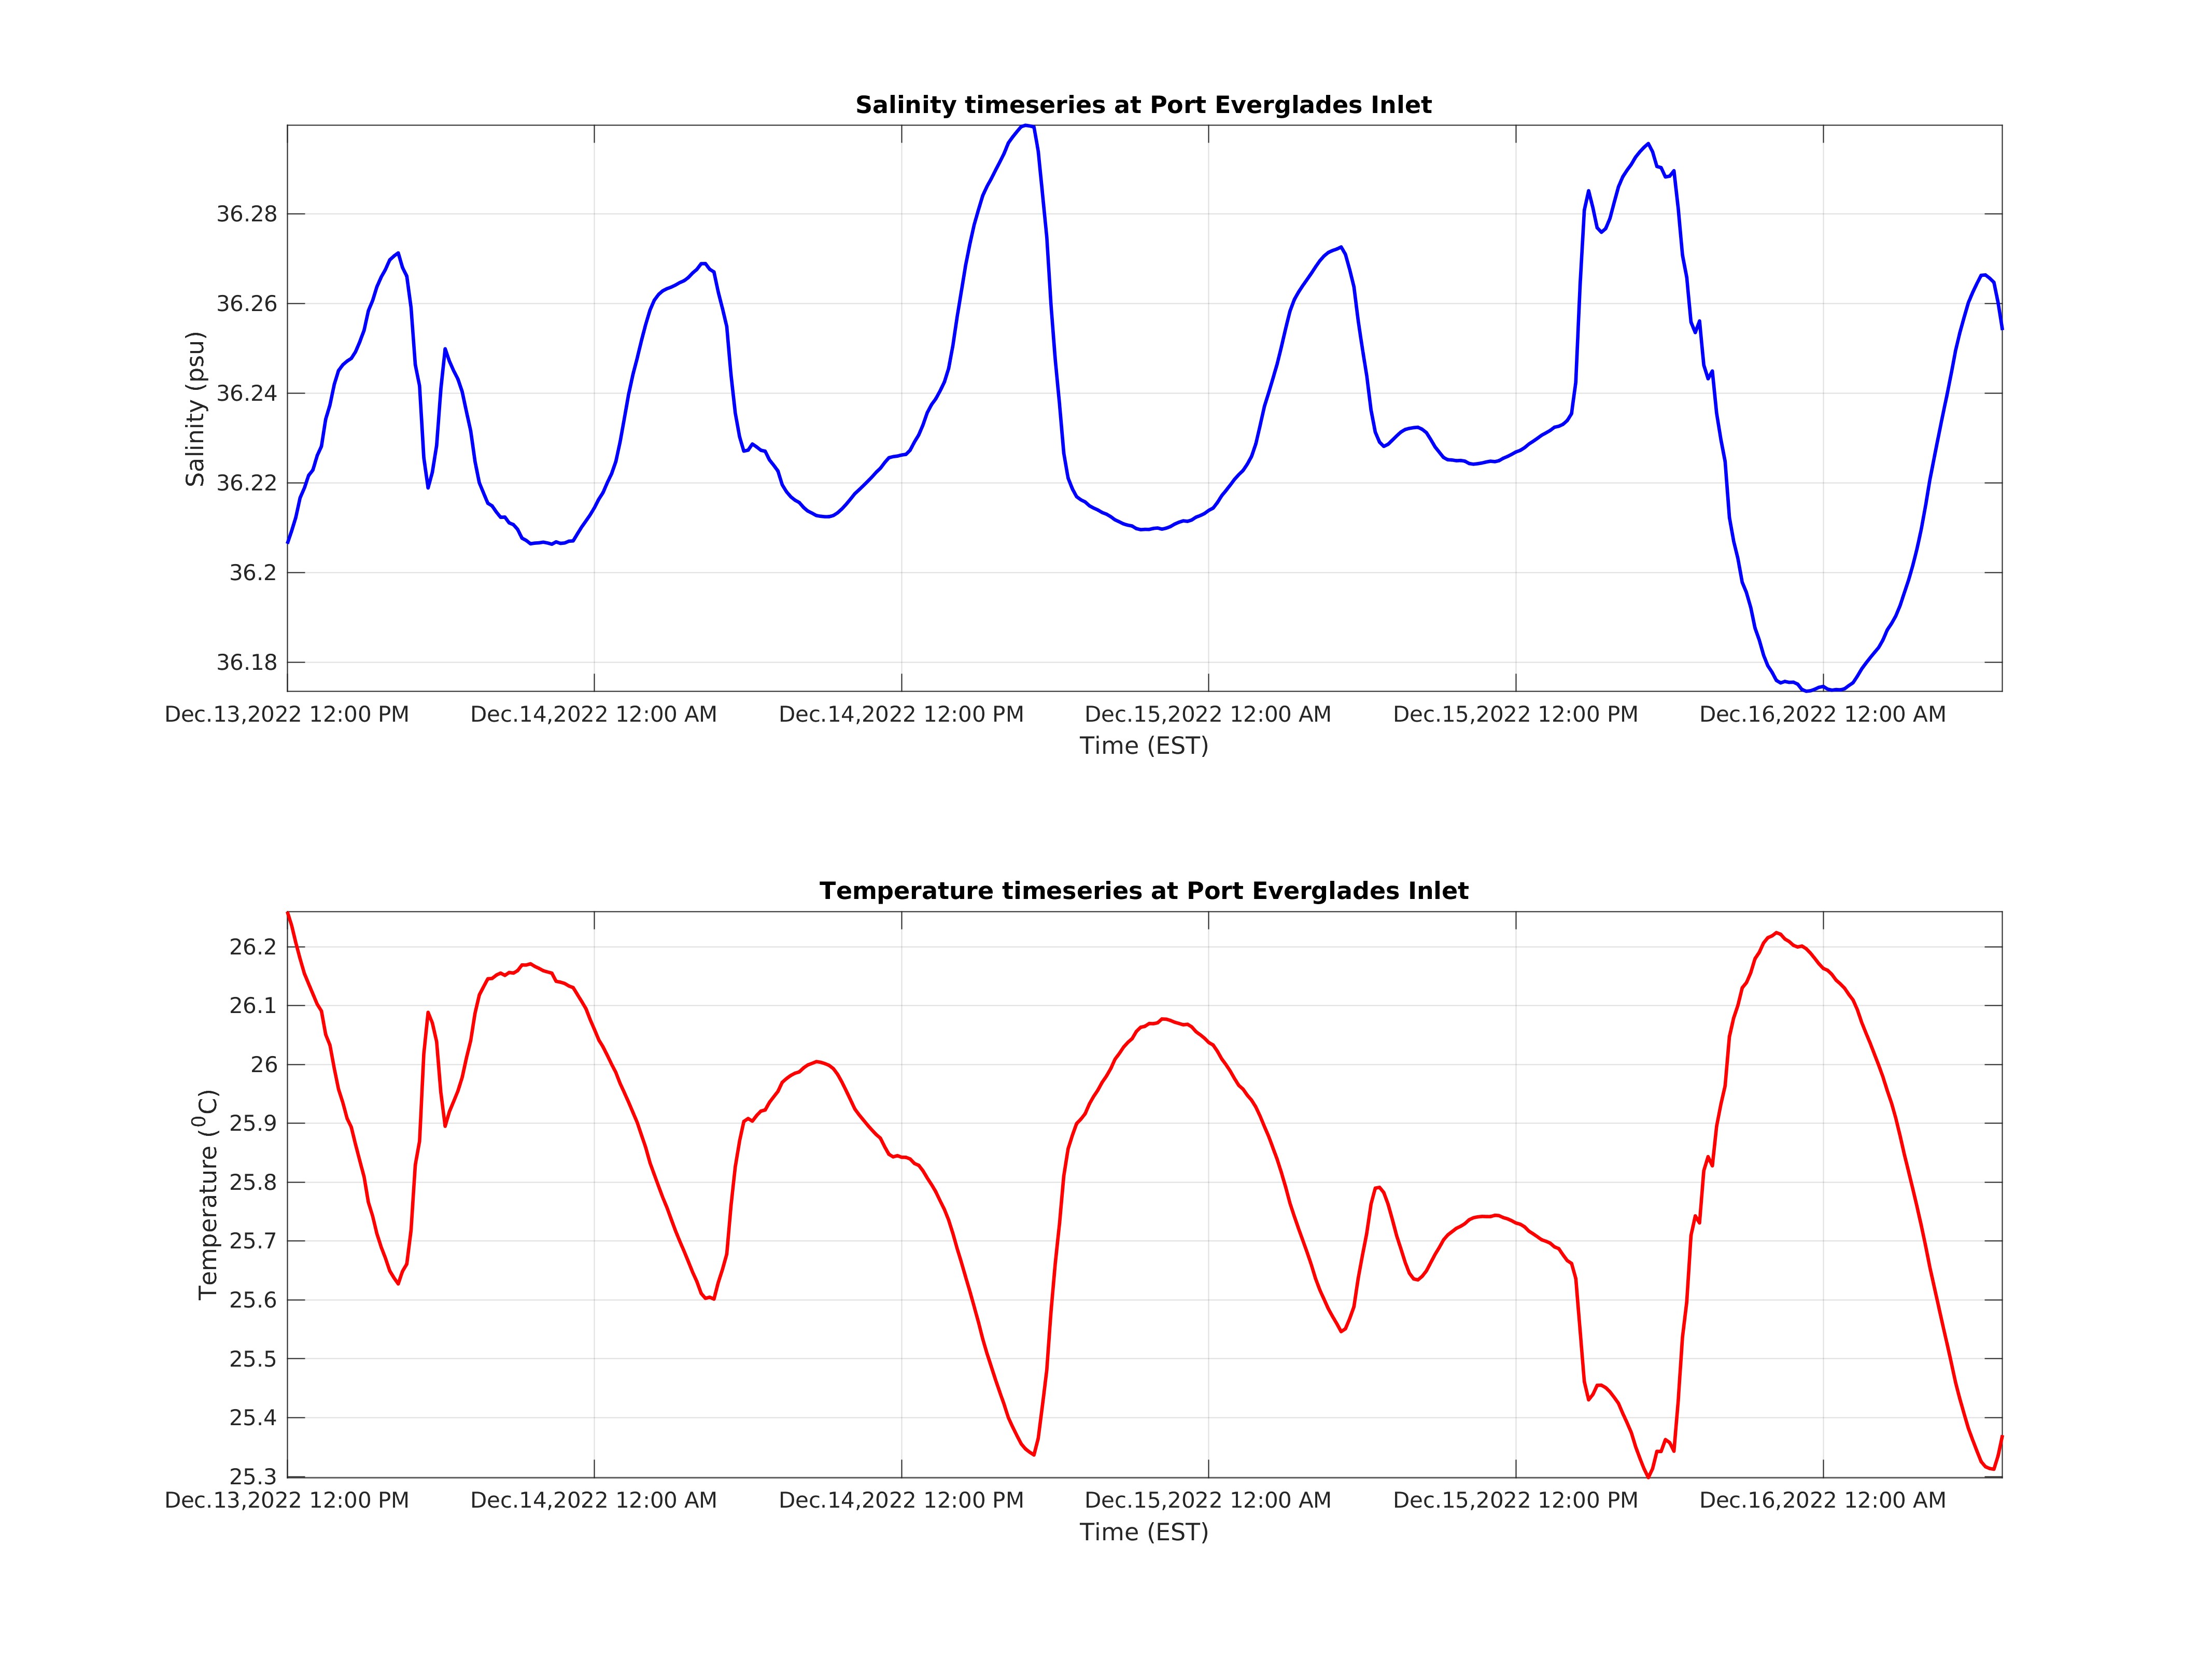 Salinity timeseries at Port Everglades Inlet
Salinity (psu)
36.28
36.26
36.24
36.22
36.2
36.18
Dec.13,2022 12:00 PM Dec.14,2022 12:00 AM Dec.14,2022 12:00 PM Dec.15,2022 12:00 AM Dec.15,2022 12:00 PM Dec.16,2022 12:00 AM
Time (EST)
Temperature timeseries at Port Everglades Inlet
Temperature (⁰C)
26.2
26.1
26
25.9
25.8
25.7
25.6
25.5
25.4
25.3
Dec.13,2022 12:00 PM Dec.14,2022 12:00 AM Dec.14,2022 12:00 PM Dec.15,2022 12:00 AM Dec.15,2022 12:00 PM Dec.16,2022 12:00 AM
Time (EST)